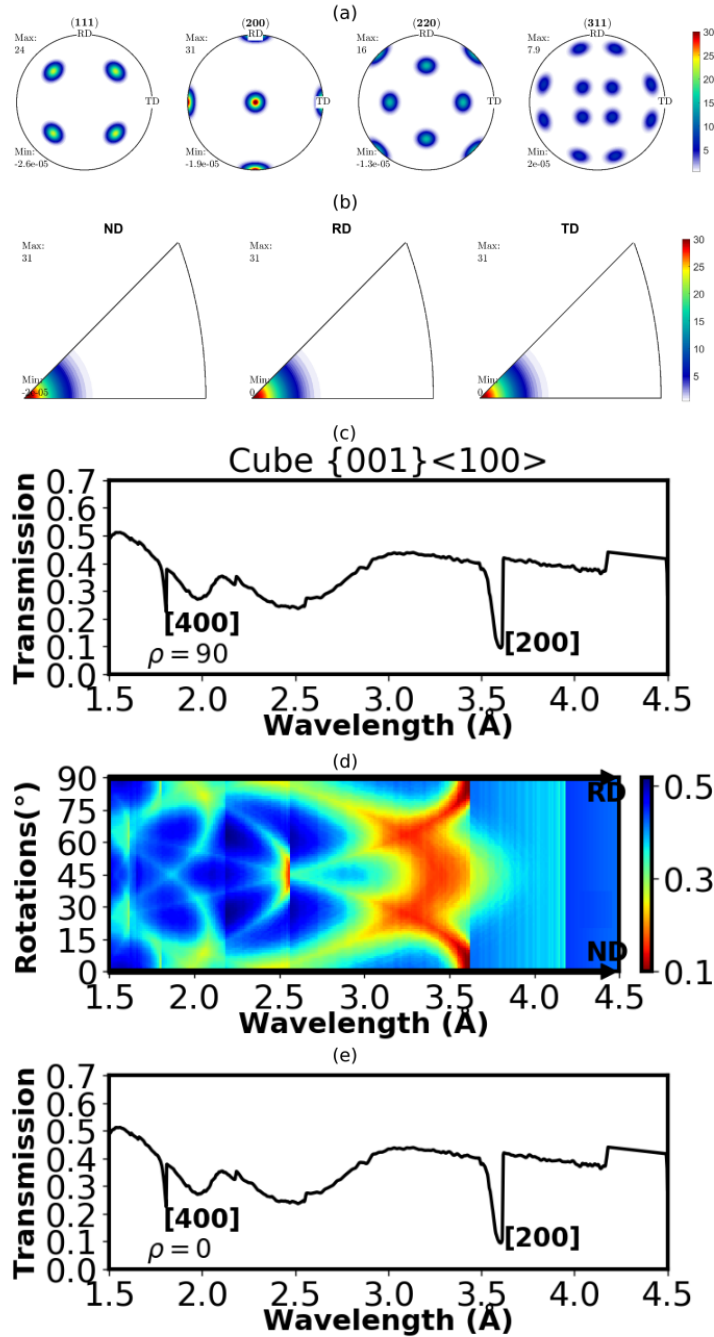 (a)
(111) (200) (220) (311)
Max: RD Max: RD Max: RD Max: RD
24 31 16 7.9
30
25
20
TD TD TD TD
15
10
5
Min: Min: Min: Min:
-2.6e-05 -1.9e-05 -1.3e-05 2e-05
(b)
ND RD TD
Max: Max: Max:
31 31 31
30
25
20
15
10
5
Min: Min: Min:
0 0
(c)
Cube {001}<100>
Transmission
0.7
0.6
0.5
0.4
0.3
0.2
0.1
0.0
[400]
ρ = 90
[200]
1.5 2.0 2.5 3.0 3.5 4.0 4.5
Wavelength (Å)
(d)
Rotations(°)
90
75
60
45
30
15
0
RD
ND
0.5
0.3
0.1
1.5 2.0 2.5 3.0 3.5 4.0 4.5
Wavelength (Å)
(e)
Transmission
0.7
0.6
0.5
0.4
0.3
0.2
0.1
0.0
[400]
ρ = 0
[200]
1.5 2.0 2.5 3.0 3.5 4.0 4.5
Wavelength (Å)